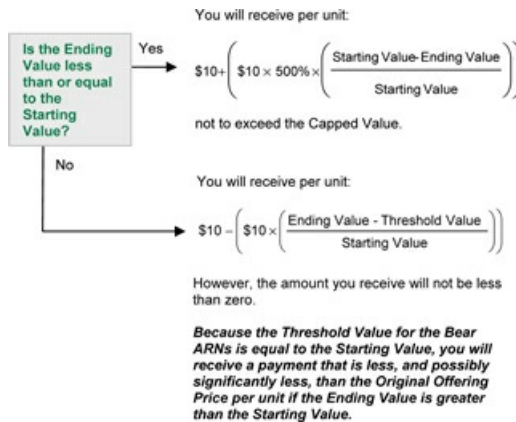 You will receive per unit:
Is the Ending
Value less
than or equal
to the
Starting
Value?
Yes
$10+($10 × 500%×(Starting Value-Ending Value
Starting Value))
not to exceed the Capped Value.
No
You will receive per unit:
$10 –($10 ×(Ending Value - Threshold Value
Starting Value))
However, the amount you receive will not be less
than zero.
Because the Threshold Value for the Bear
ARNs is equal to the Starting Value, you will
receive a payment that is less, and possibly
significantly less, than the Original Offering
Price per unit if the Ending Value is greater
than the Starting Value.